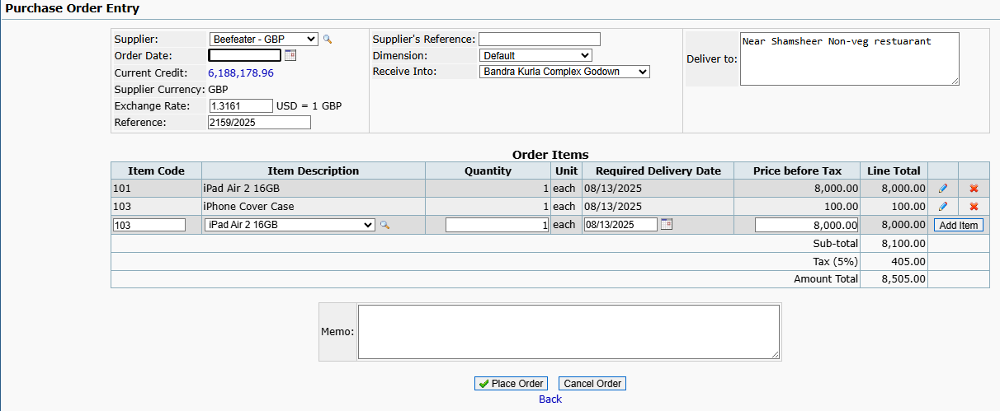 Purchase Order Entry
Supplier: Beefeater - GBP
Order Date:
Current Credit: 6,188,178.96
Supplier Currency: GBP
Exchange Rate: 1.3161 USD = 1 GBP
Reference: 2159/2025
Supplier's Reference:
Dimension: Default
Receive Into: Bandra Kurla Complex Godown
Deliver to: Near Shamsheer Non-veg restuarant
Order Items
Item Code Item Description Quantity Unit Required Delivery Date Price before Tax Line Total
101 iPad Air 2 16GB 1 each 08/13/2025 8,000.00 8,000.00
103 iPhone Cover Case 1 each 08/13/2025 100.00 100.00
103 iPad Air 2 16GB 1 each 08/13/2025 8,000.00 8,000.00 Add Item
Sub-total 8,100.00
Tax (5%) 405.00
Amount Total 8,505.00
Memo:
Place Order Cancel Order
Back